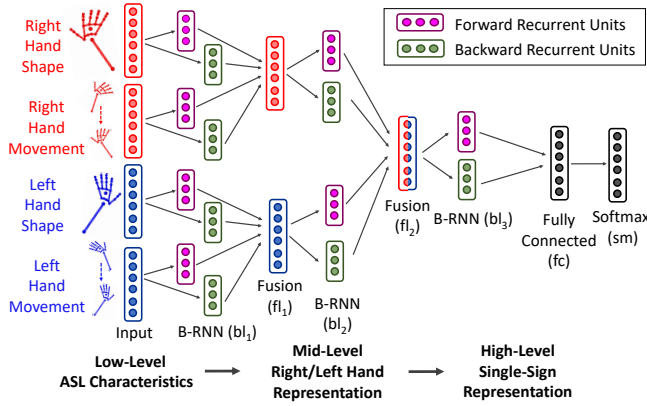 Right
Hand
Shape
Right
Hand
Movement
Left
Hand
Shape
Left
Hand
Movement
Forward Recurrent Units
Backward Recurrent Units
Input
B-RNN (bl1)
Fusion
(fl1)
B-RNN
(bl2)
Fusion
(fl2)
B-RNN (bl3)
Fully
Connected
(fc)
Softmax
(sm)
Low-Level
ASL Characteristics
Mid-Level
Right/Left Hand
Representation
High-Level
Single-Sign
Representation